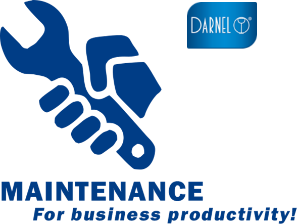 DARNEL®
MAINTENANCE
For business productivity!